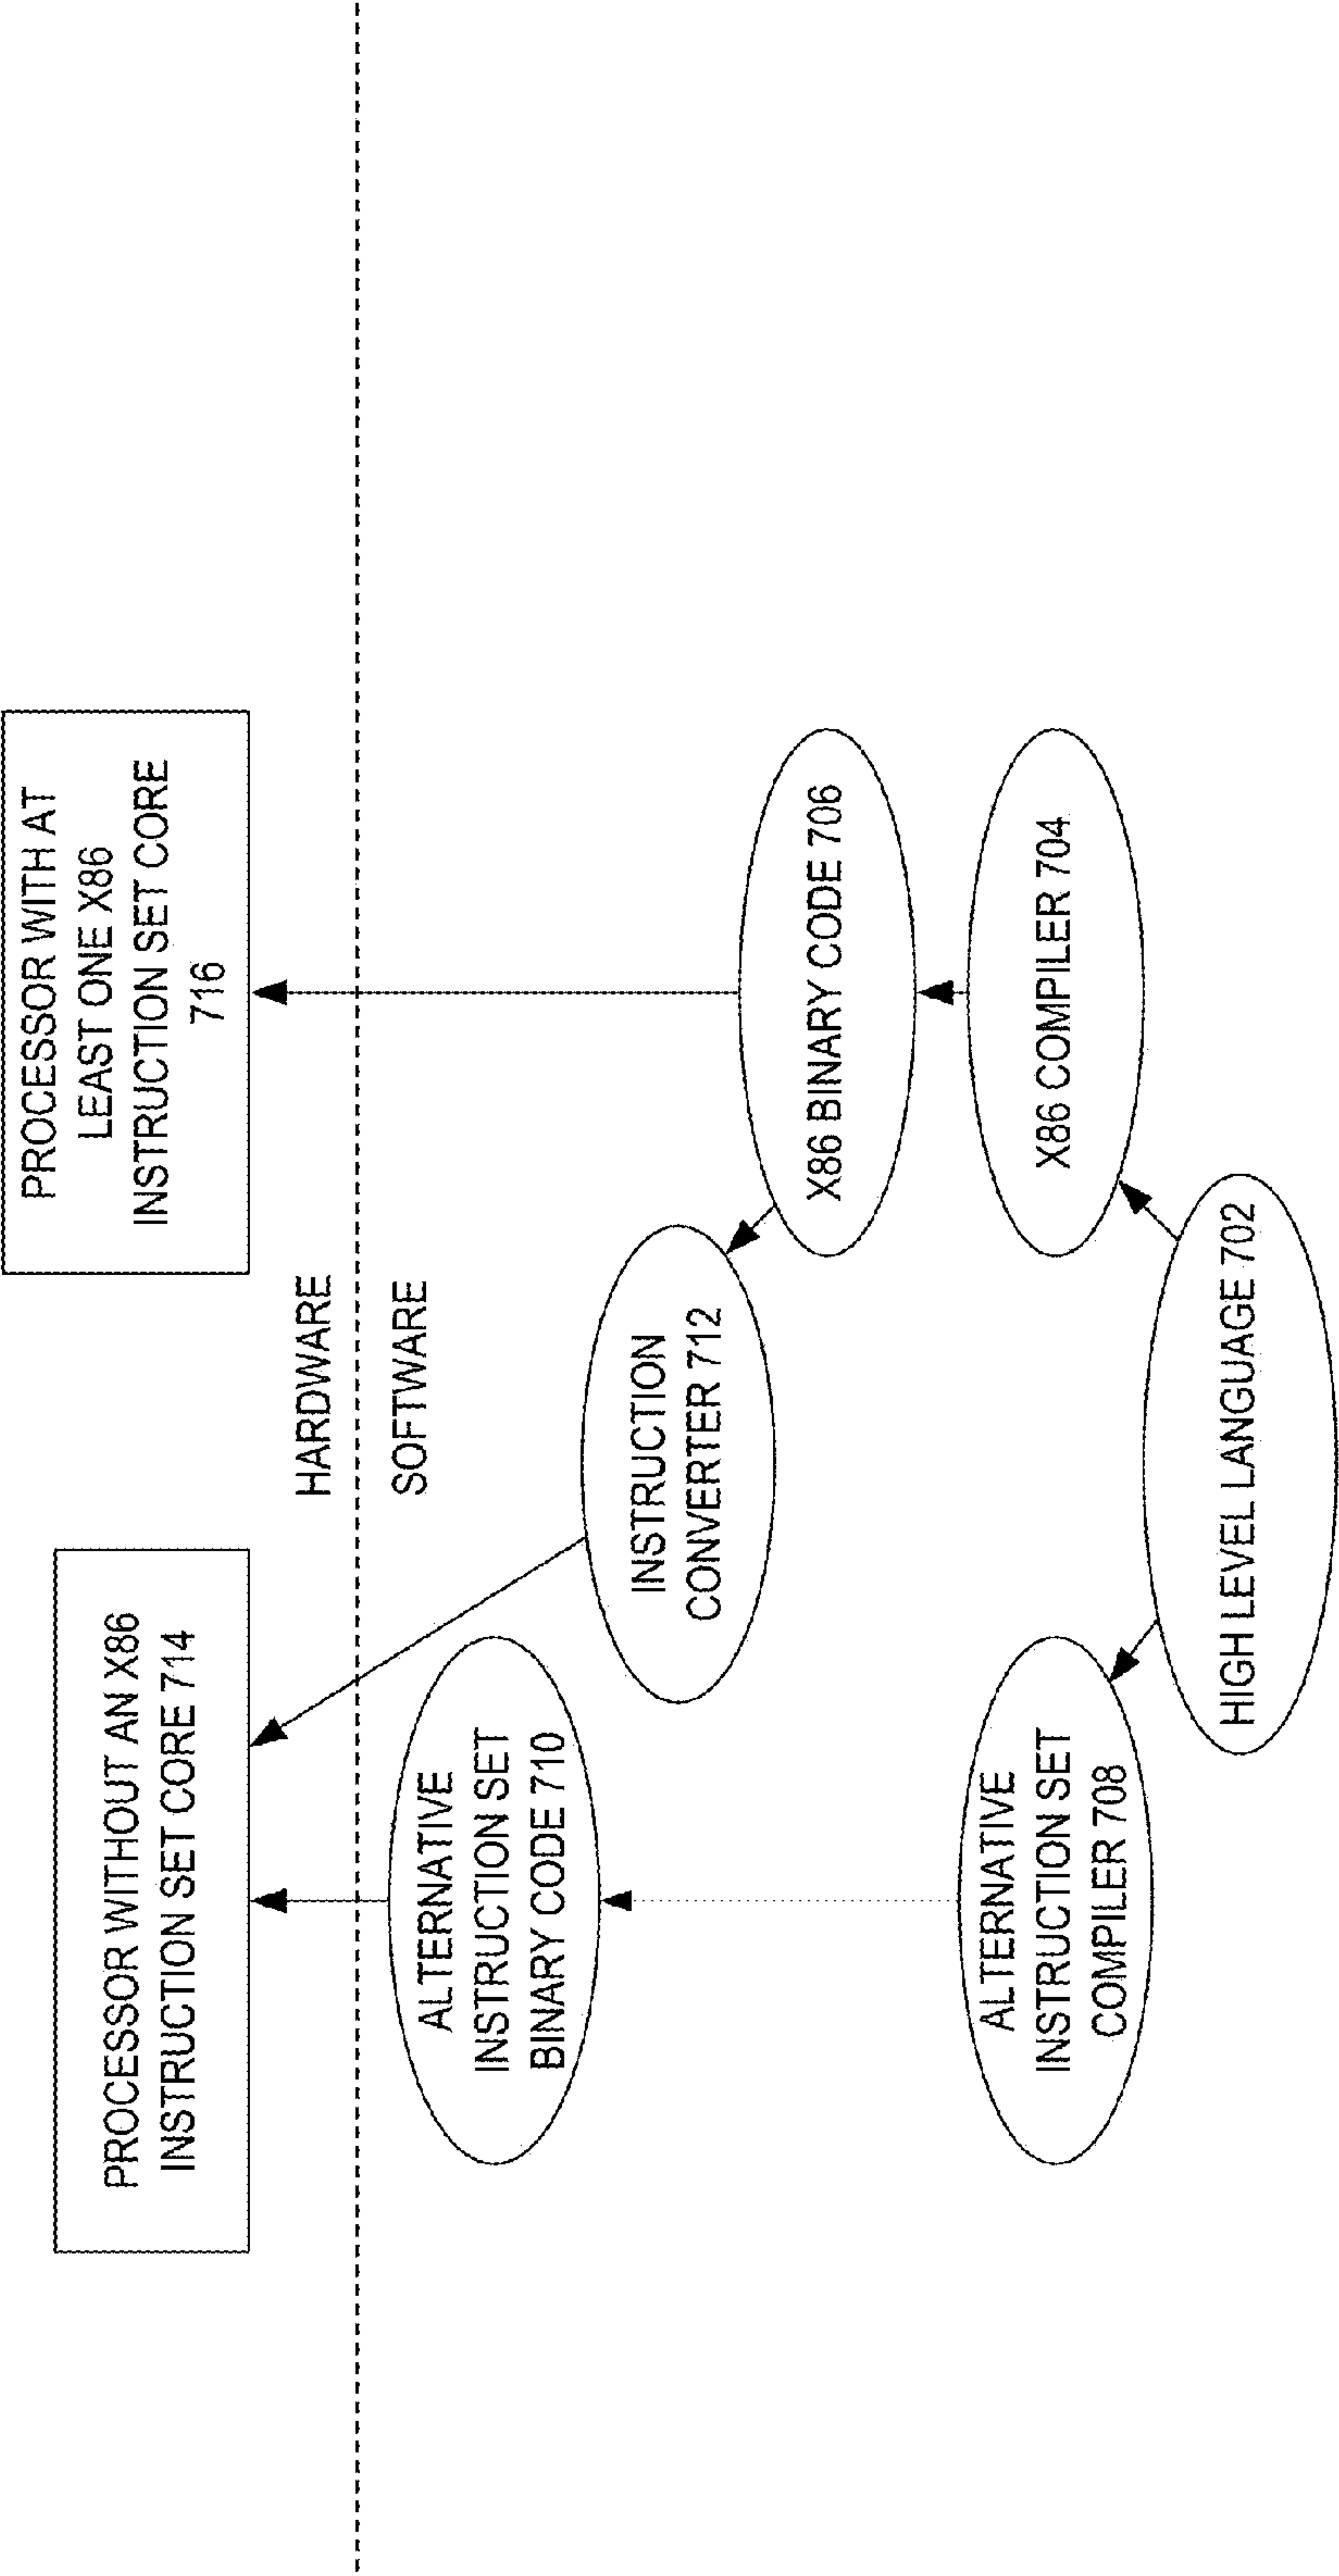 PROCESSOR WITHOUT AN X86
INSTRUCTION SET CORE 714
PROCESSOR WITH AT
LEAST ONE X86
INSTRUCTION SET CORE
716
HARDWARE
SOFTWARE
ALTERNATIVE
INSTRUCTION SET
BINARY CODE 710
INSTRUCTION
CONVERTER 712
X86 BINARY CODE 706
ALTERNATIVE
INSTRUCTION SET
COMPILER 708
X86 COMPILER 704
HIGH LEVEL LANGUAGE 702